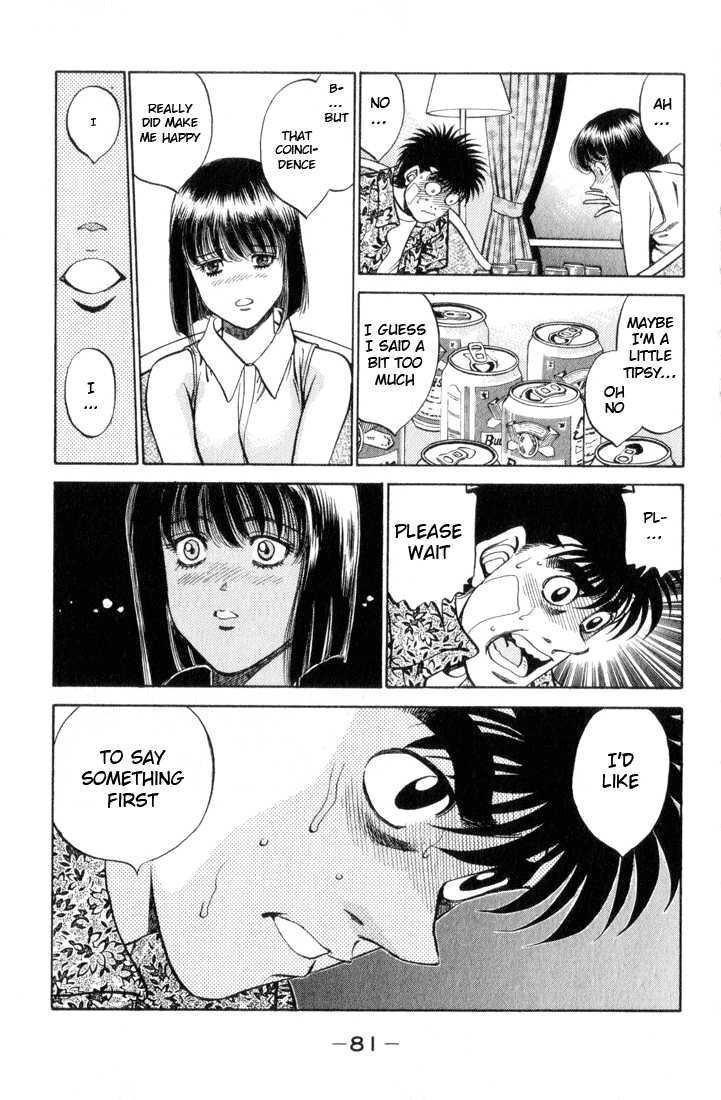 AH
...
NO
...
MAYBE
I'M A
LITTLE
TIPSY...
OH
NO
I GUESS
I SAID A
BIT TOO
MUCH
B-
...
BUT
THAT
COINCI-
DENCE
REALLY
DID MAKE
ME HAPPY
I
I
...
PL-
...
PLEASE
WAIT
I'D
LIKE
TO SAY
SOMETHING
FIRST
-81-